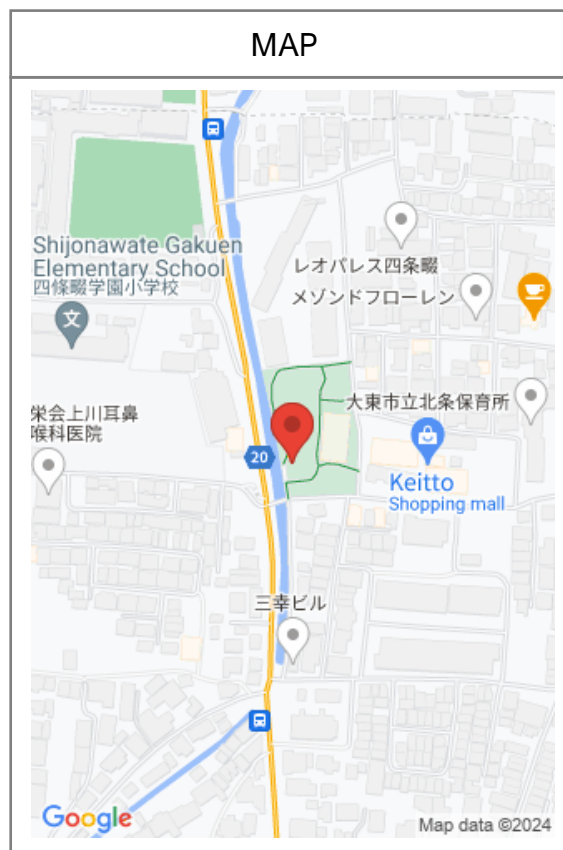 MAP
Shijonawate Gakuen
Elementary School
四條畷学園小学校
文
レオパレス四条畷
メゾンドフローレン
大東市立北条保育所
栄会上川耳鼻
喉科医院
20
Keitto
Shopping mall
三幸ビル
Google
Map data ©2024